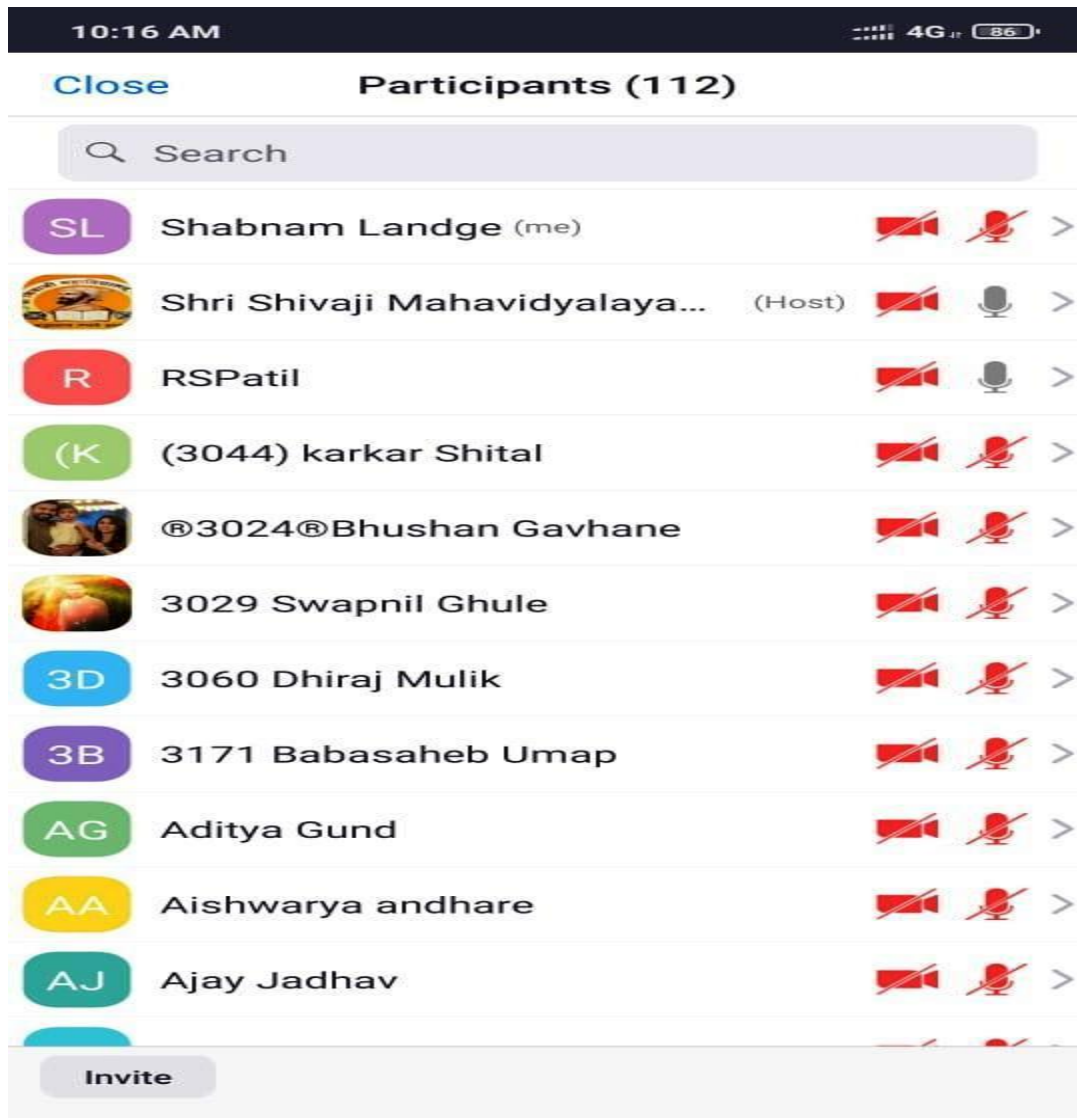 10:16 AM 4G 86
Close Participants (112)
Search
SL Shabnam Landge (me)
Shri Shivaji Mahavidyalaya... (Host)
R RSPatil
(K (3044) karkar Shital
®3024®Bhushan Gavhane
3029 Swapnil Ghule
3D 3060 Dhiraj Mulik
3B 3171 Babasaheb Umap
AG Aditya Gund
AA Aishwarya andhare
AJ Ajay Jadhav
Invite